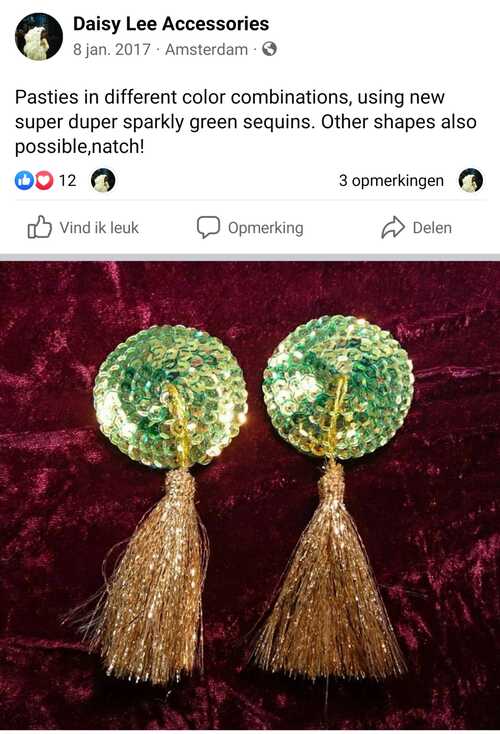 Daisy Lee Accessories
8 jan. 2017 · Amsterdam ·
Pasties in different color combinations, using new
super duper sparkly green sequins. Other shapes also
possible,natch!
12
3 opmerkingen
Vind ik leuk
Opmerking
Delen